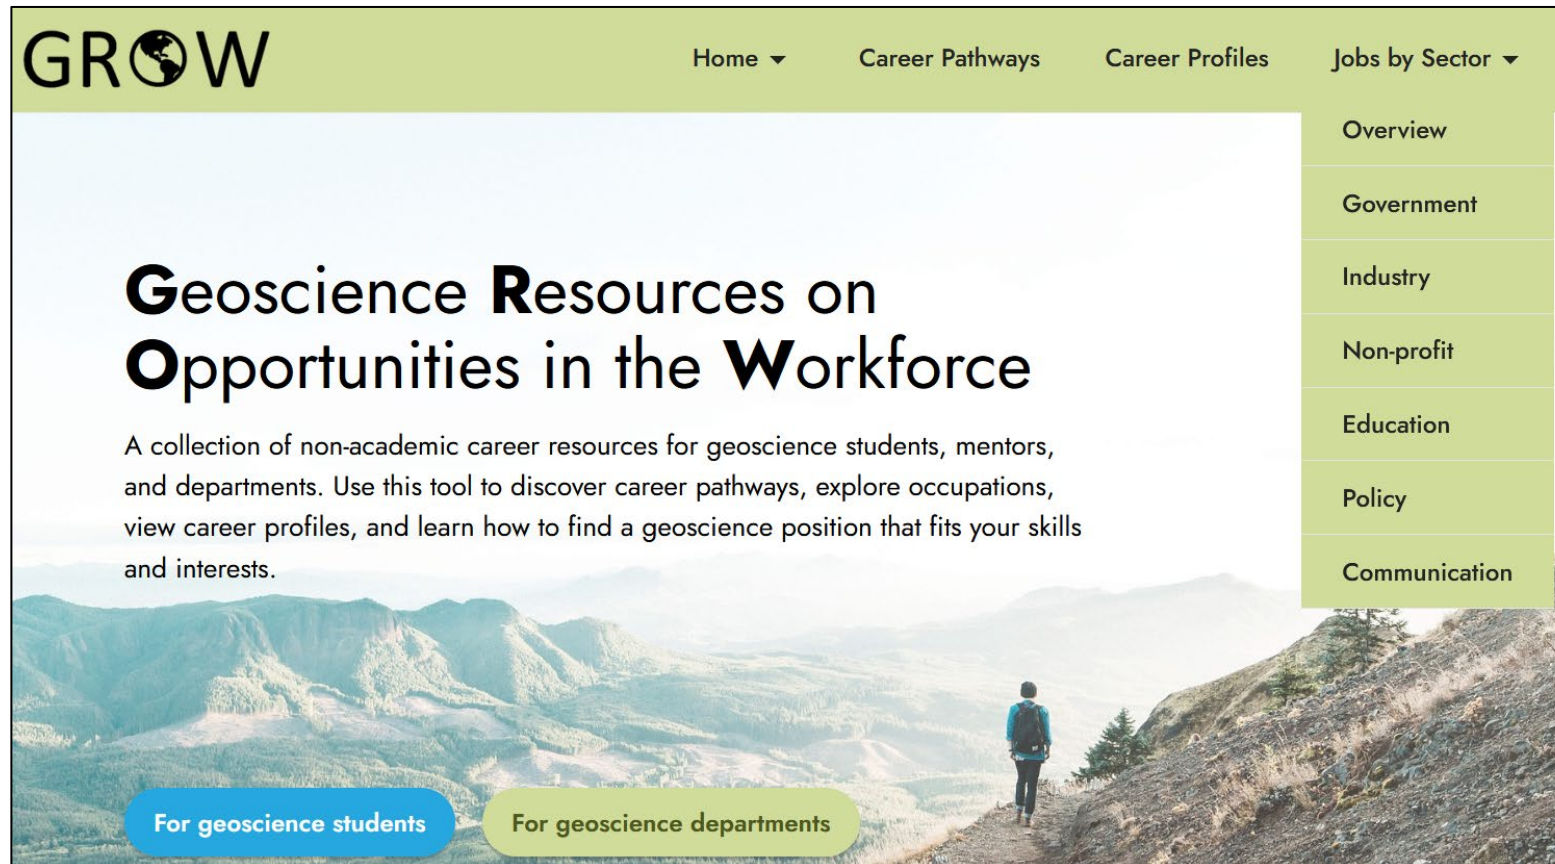 GROW
Home
Career Pathways
Career Profiles
Jobs by Sector
Overview
Government
Industry
Non-profit
Education
Policy
Communication
Geoscience Resources on
Opportunities in the Workforce
A collection of non-academic career resources for geoscience students, mentors,
and departments. Use this tool to discover career pathways, explore occupations,
view career profiles, and learn how to find a geoscience position that fits your skills
and interests.
For geoscience students
For geoscience departments